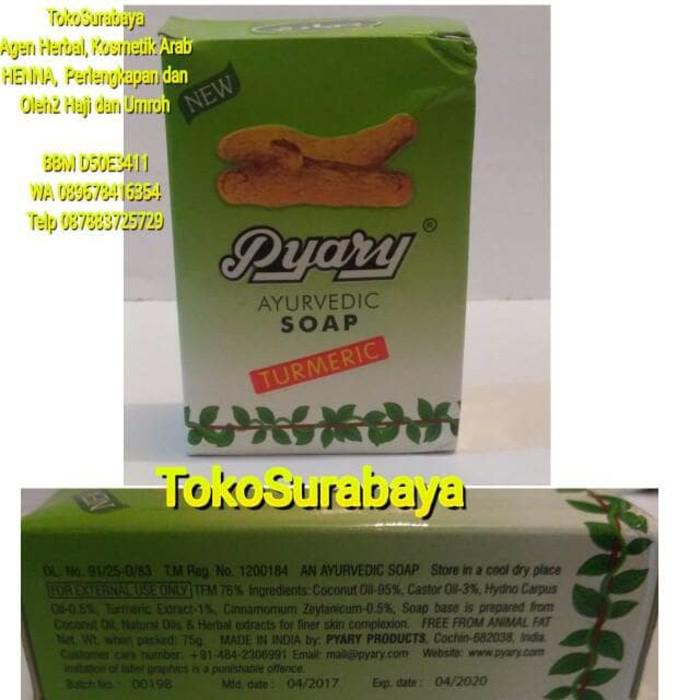 TokoSurabaya
Agen Herbal, Kosmetik Arab
HENNA, Perlengkapan dan
Oleh2 Haji dan Umroh
BBM D50E3411
WA 089678416354
Telp 087883725729
NEW
Pyary®
AYURVEDIC
SOAP
TURMERIC
TokoSurabaya
NEW
DL. No. 91/25-D/83 T.M Reg. No. 1200184 AN AYURVEDIC SOAP Store in a cool dry place
FOR EXTERNAL USE ONLY TFM 76% Ingredients: Coconut Oil-95%, Castor Oil-3%, Hydno Carpus
Oil-0.5%, Turmeric Extract-1%, Cinnamomum Zeylanicum-0.5%, Soap base is prepared from
Coconut Oil, Natural Oils & Herbal extracts for finer skin complexion. FREE FROM ANIMAL FAT
Net. Wt. when packed: 75g. MADE IN INDIA by: PYARY PRODUCTS, Cochin-682038, India.
Customer care number: +91-484-2306991 Email: mail@pyary.com Website: www.pyary.com
Imitation of label graphics is a punishable offence.
Batch No. : 00198 Mfd. date : 04/2017 Exp. date : 04/2020